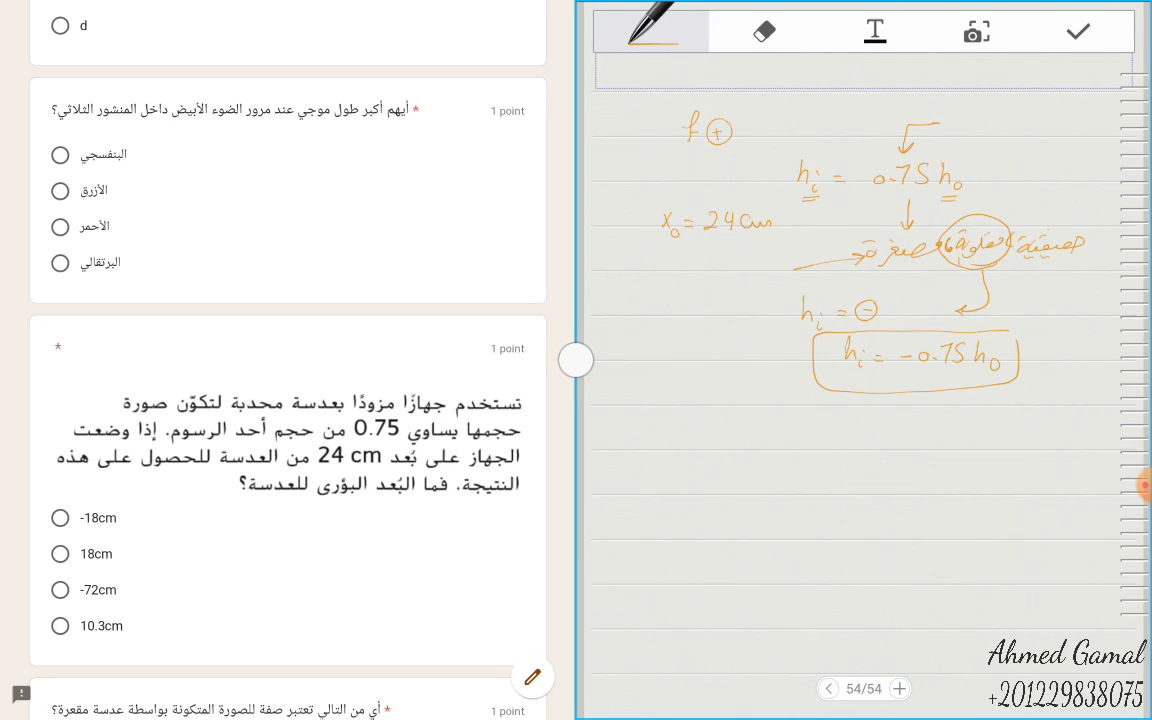 d
أيهم أكبر طول موجي عند مرور الضوء الأبيض داخل المنشور الثلاثي؟ *
1 point
البنفسجي
الأزرق
الأحمر
البرتقالي
*
1 point
تستخدم جهازًا مزودًا بعدسة محدبة لتكوّن صورة
حجمها يساوي 0.75 من حجم أحد الرسوم. إذا وضعت
الجهاز على بُعد 24 cm من العدسة للحصول على هذه
النتيجة. فما البُعد البؤري للعدسة؟
-18cm
18cm
-72cm
10.3cm
أي من التالي تعتبر صفة للصورة المتكونة بواسطة عدسة مقعرة؟ *
1 point
T
f +
hi = 0.75 ho
xo = 24 cm
حقيقية مقلوبة مصغرة
hi = -
hi = -0.75 ho
54/54
Ahmed Gamal
+201229838075